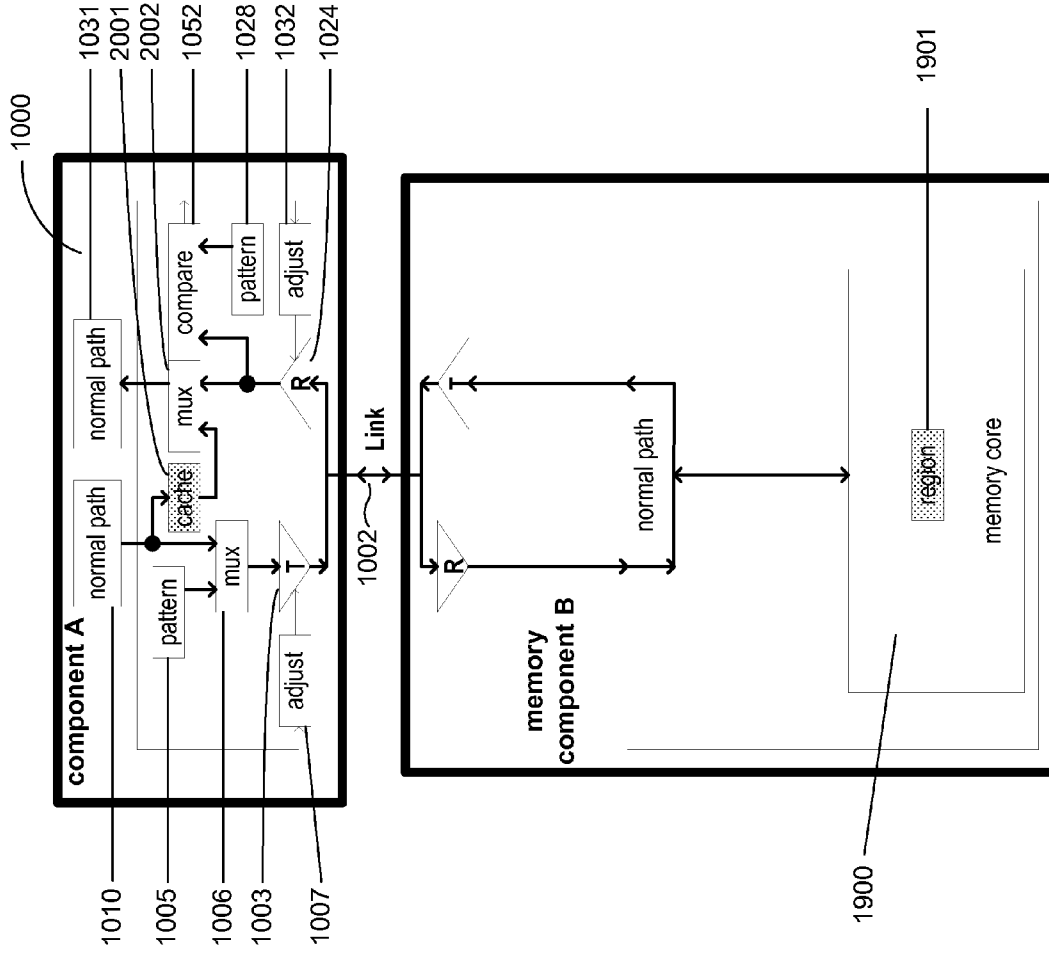 1031
2001
2002
1052
1028
1032
1024
1000
component A
normal path
normal path
pattern
cache
mux
mux
compare
pattern
adjust
T
R
adjust
1010
1005
1006
1003
1007
1002
Link
R
T
memory
component B
normal path
region
memory core
1900
1901